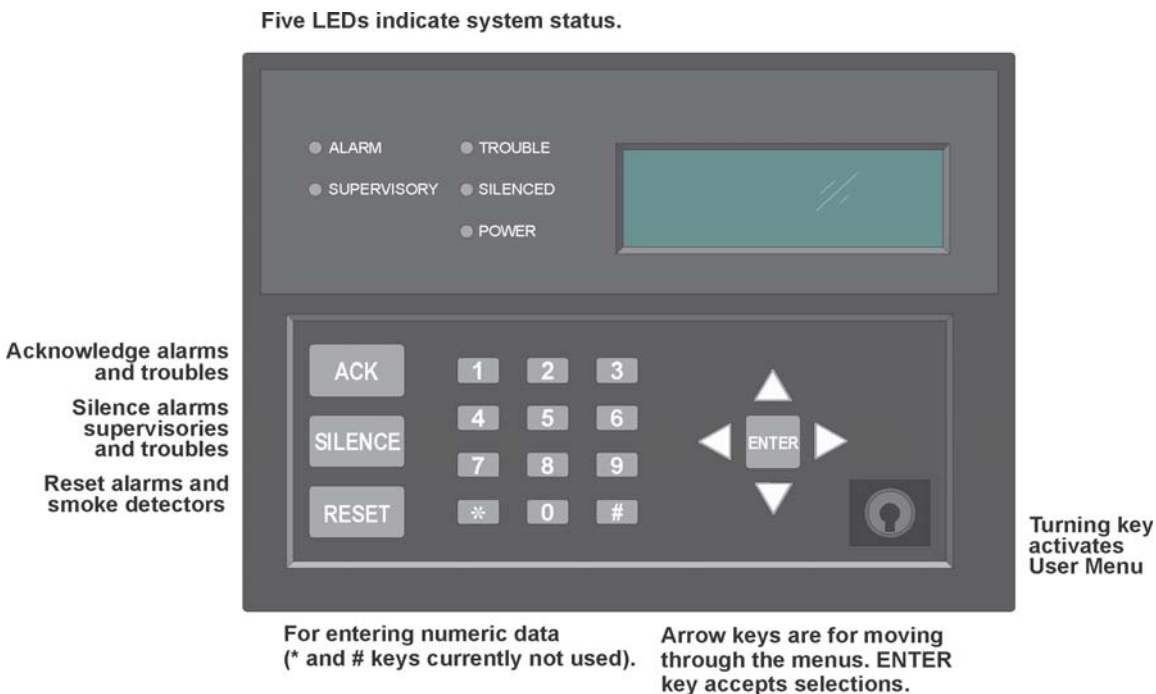 Five LEDs indicate system status.
ALARM
TROUBLE
SUPERVISORY
SILENCED
POWER
Acknowledge alarms
and troubles
Silence alarms
supervisories
and troubles
Reset alarms and
smoke detectors
ACK
SILENCE
RESET
1 2 3
4 5 6
7 8 9
* 0 #
ENTER
Turning key
activates
User Menu
For entering numeric data
(* and # keys currently not used).
Arrow keys are for moving
through the menus. ENTER
key accepts selections.